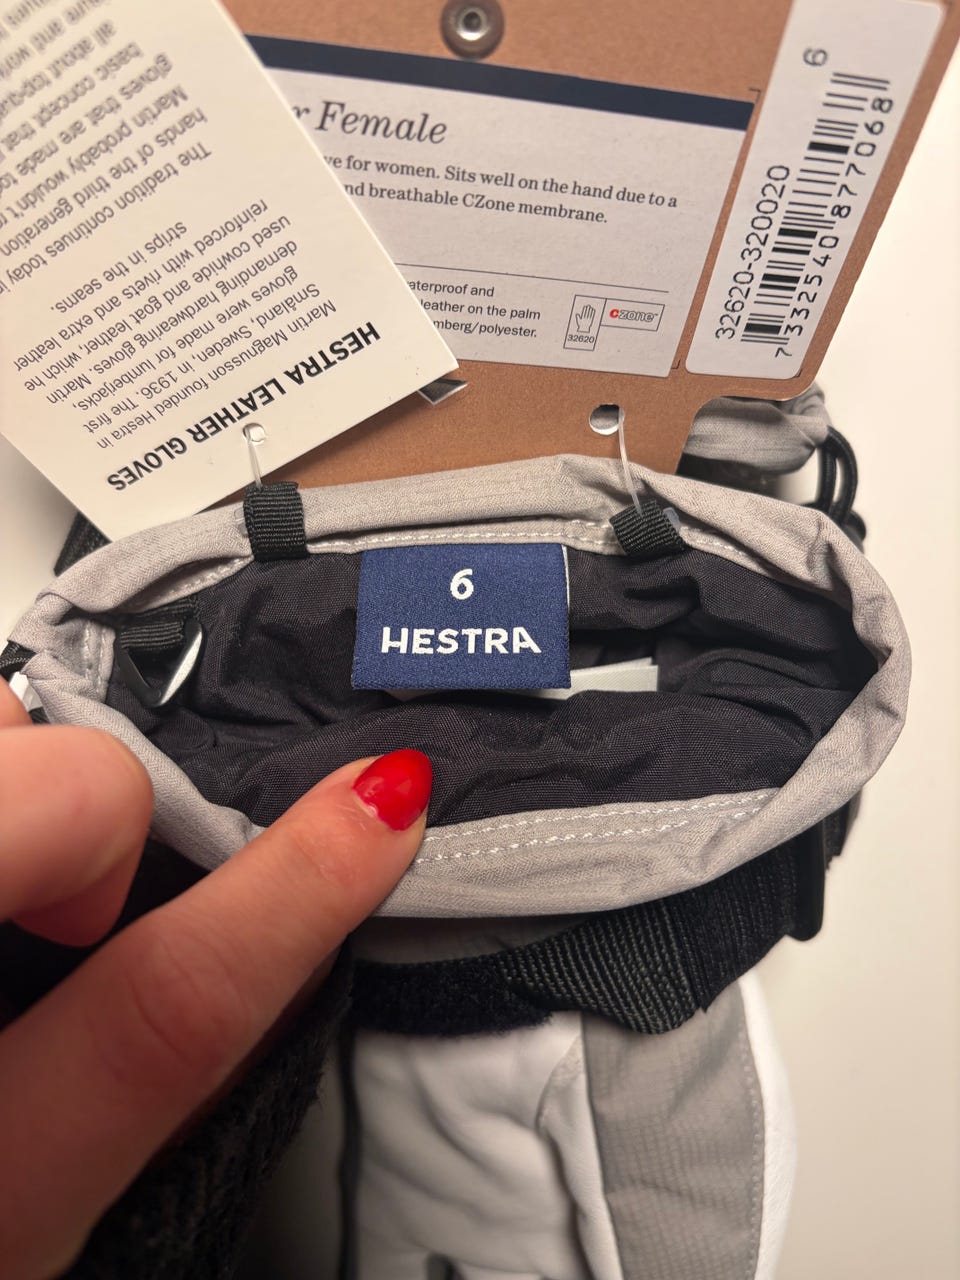 r Female
ve for women. Sits well on the hand due to a
nd breathable CZone membrane.
aterproof and
leather on the palm
mberg/polyester.
32620
czone™
6
32620-320020
7 332540 877068
HESTRA LEATHER GLOVES
Martin Magnusson founded Hestra in
Småland, Sweden, in 1936. The first
gloves were made for lumberjacks,
demanding hardwearing gloves. Martin
used cowhide and goat leather, which he
reinforced with rivets and extra leather
strips in the seams.
The tradition continues today in
hands of the third generation
Martin probably wouldn't
gloves that are made
basic concept that
all about
6
HESTRA